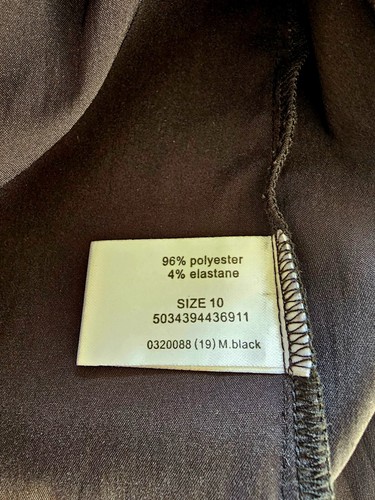 96% polyester
4% elastane
SIZE 10
5034394436911
0320088 (19) M.black